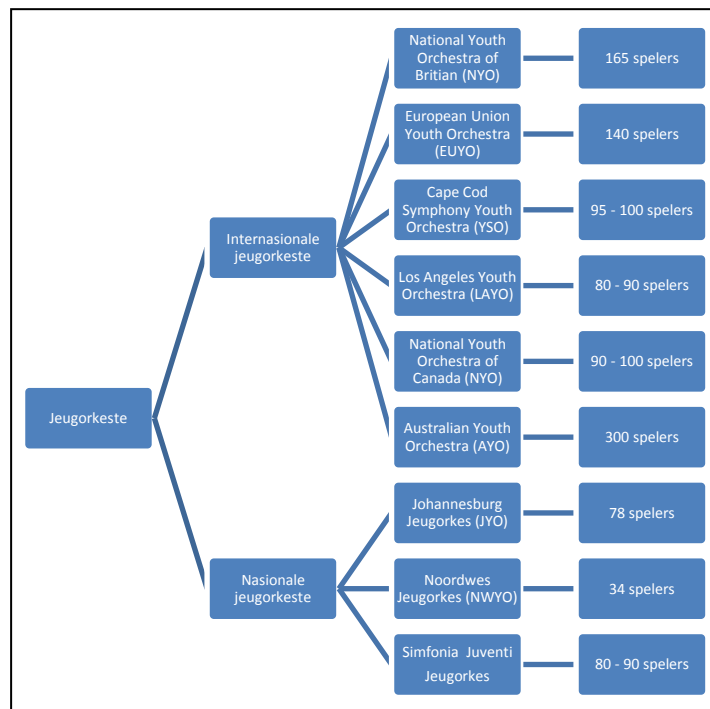 National Youth
Orchestra of
Britian (NYO)
165 spelers
European Union
Youth Orchestra
(EUYO)
140 spelers
Cape Cod
Symphony Youth
Orchestra (YSO)
95 - 100 spelers
Internasionale
jeugorkeste
Los Angeles Youth
Orchestra (LAYO)
80 - 90 spelers
National Youth
Orchestra of
Canada (NYO)
90 - 100 spelers
Jeugorkeste
Australian Youth
Orchestra (AYO)
300 spelers
Johannesburg
Jeugorkes (JYO)
78 spelers
Nasionale
jeugorkeste
Noordwes
Jeugorkes (NWYO)
34 spelers
Simfonia Juventi
Jeugorkes
80 - 90 spelers